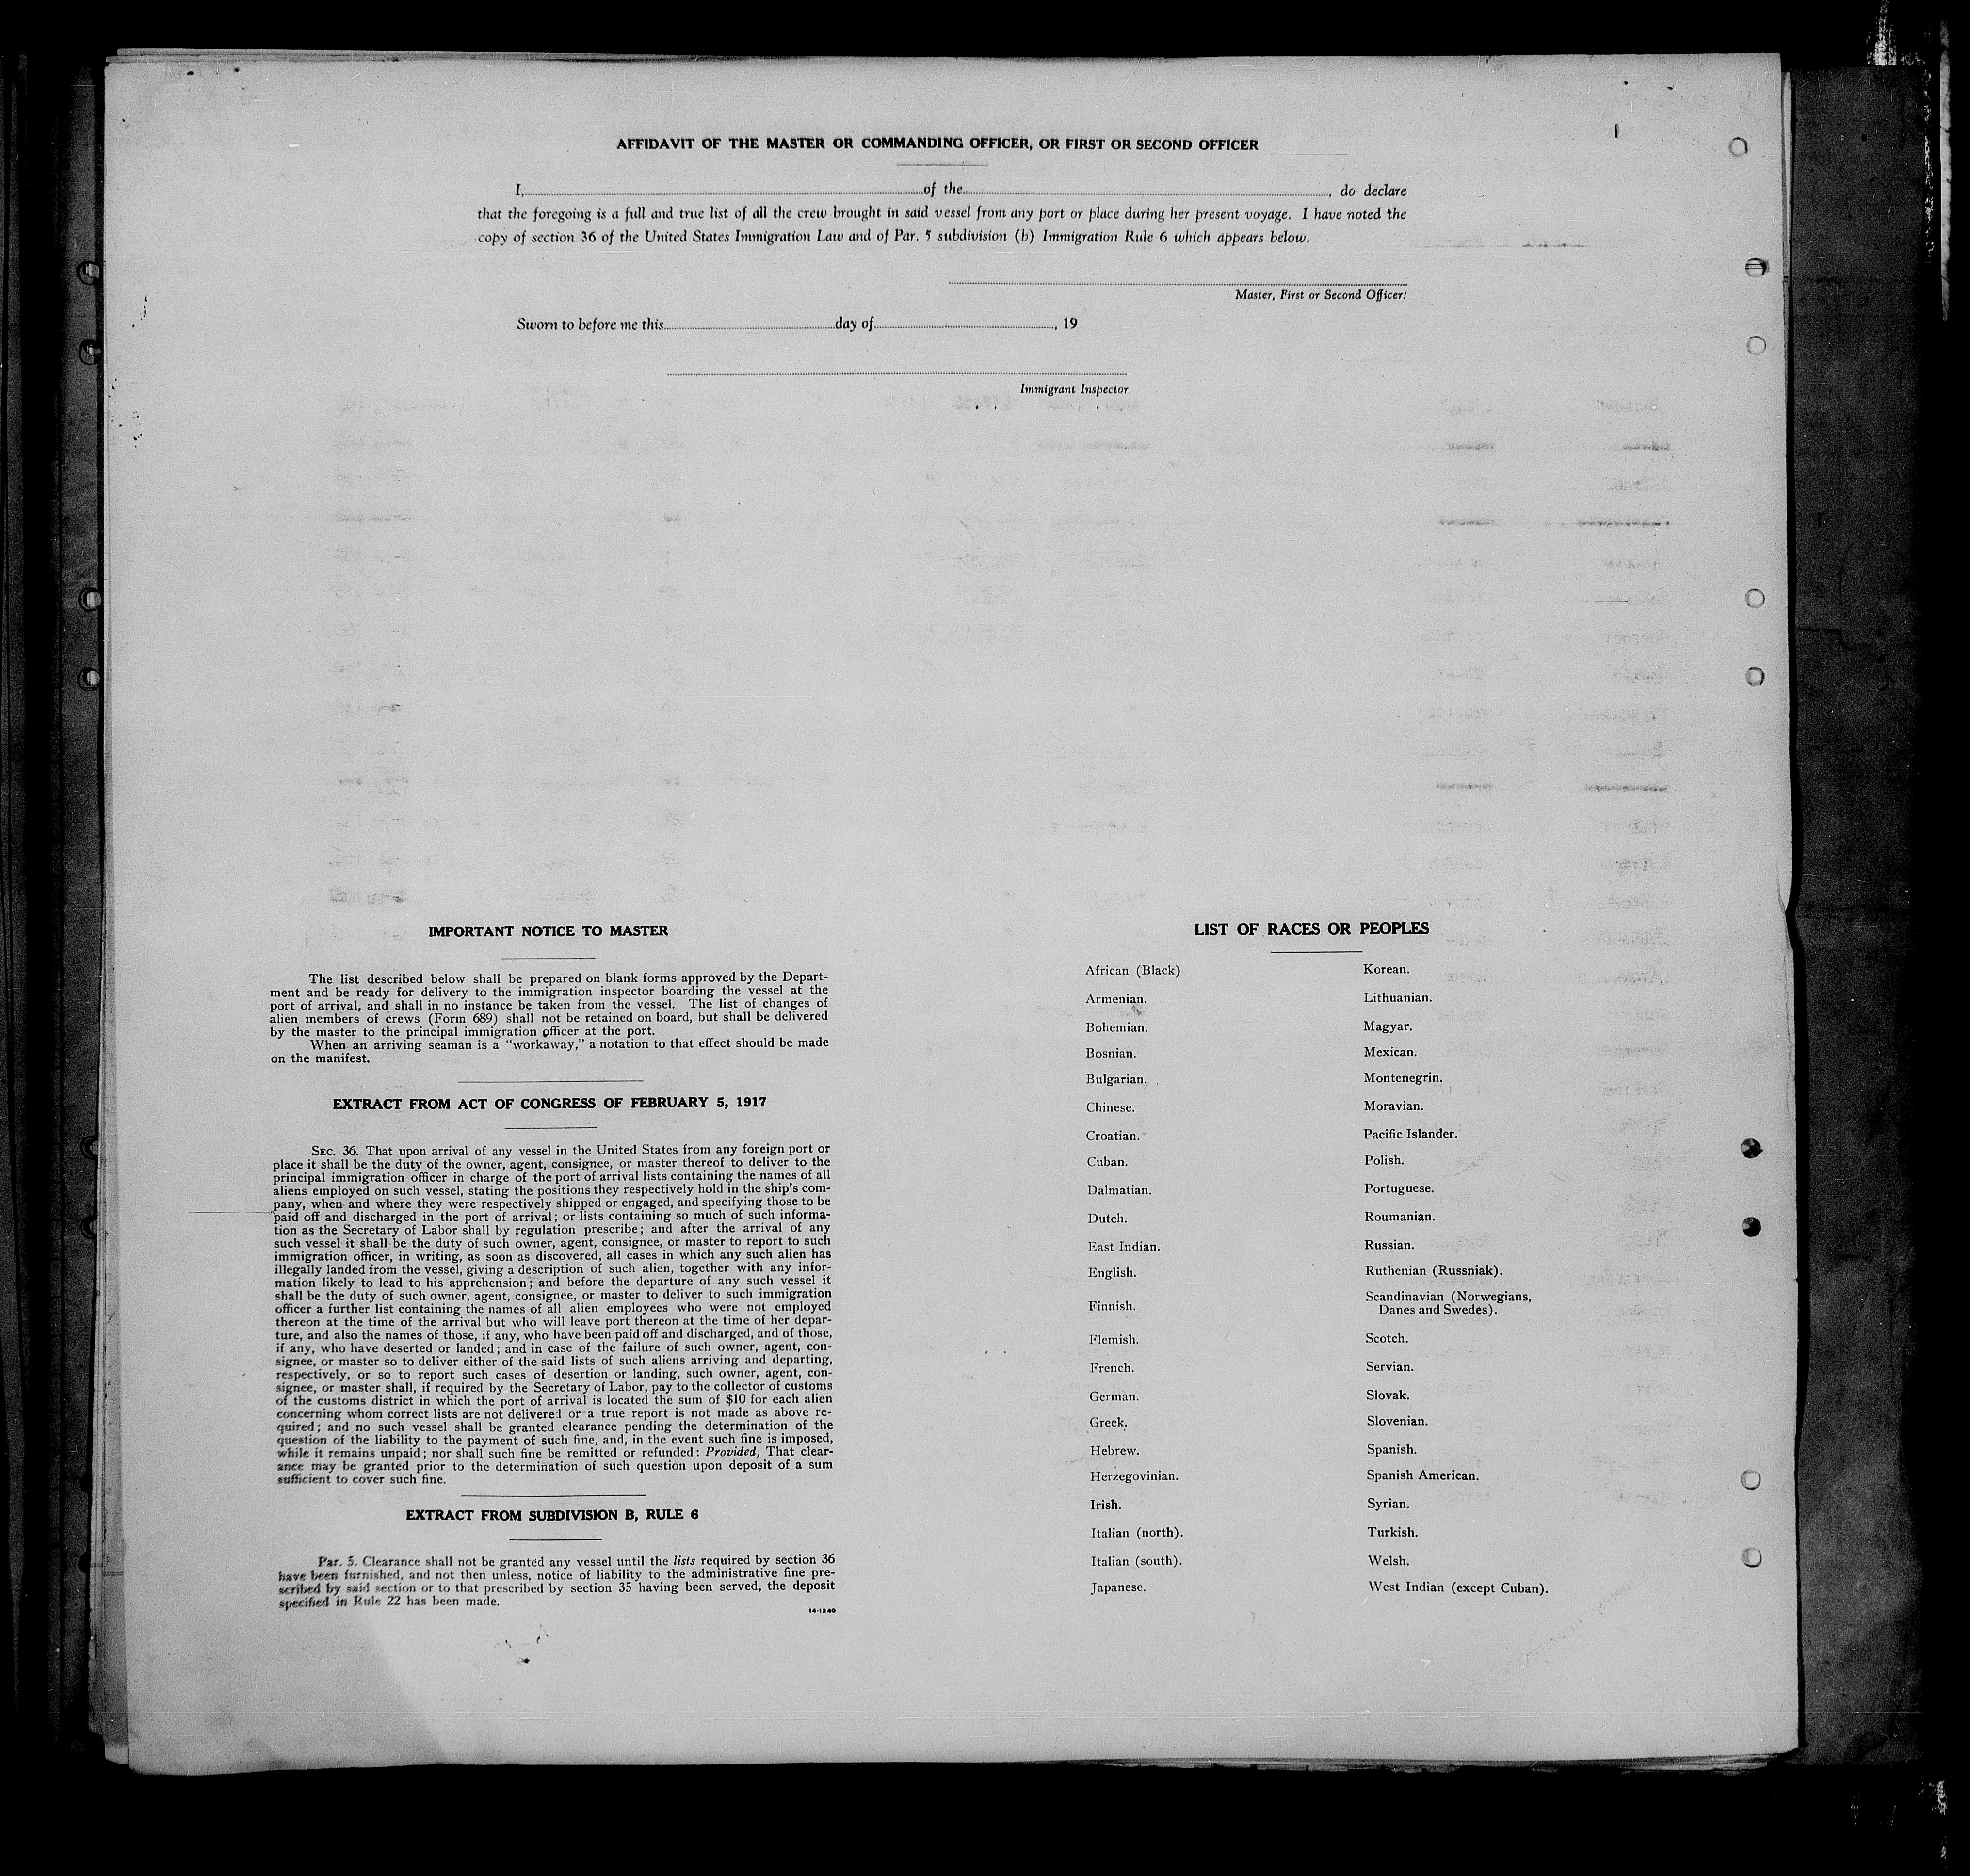 AFFIDAVIT OF THE MASTER OR COMMANDING OFFICER, OR FIRST OR SECOND OFFICER
I, of the , do declare
that the foregoing is a full and true list of all the crew brought in said vessel from any port or place during her present voyage. I have noted the
copy of section 36 of the United States Immigration Law and of Par. 5 subdivision (b) Immigration Rule 6 which appears below.
Master, First or Second Officer.
Sworn to before me this day of , 19
Immigrant Inspector
IMPORTANT NOTICE TO MASTER
The list described below shall be prepared on blank forms approved by the Depart-
ment and be ready for delivery to the immigration inspector boarding the vessel at the
port of arrival, and shall in no instance be taken from the vessel. The list of changes of
alien members of crews (Form 689) shall not be retained on board, but shall be delivered
by the master to the principal immigration officer at the port.
When an arriving seaman is a “workaway,” a notation to that effect should be made
on the manifest.
EXTRACT FROM ACT OF CONGRESS OF FEBRUARY 5, 1917
SEC. 36. That upon arrival of any vessel in the United States from any foreign port or
place it shall be the duty of the owner, agent, consignee, or master thereof to deliver to the
principal immigration officer in charge of the port of arrival lists containing the names of all
aliens employed on such vessel, stating the positions they respectively hold in the ship's com-
pany, when and where they were respectively shipped or engaged, and specifying those to be
paid off and discharged in the port of arrival; or lists containing so much of such informa-
tion as the Secretary of Labor shall by regulation prescribe; and after the arrival of any
such vessel it shall be the duty of such owner, agent, consignee, or master to report to such
immigration officer, in writing, as soon as discovered, all cases in which any such alien has
illegally landed from the vessel, giving a description of such alien, together with any infor-
mation likely to lead to his apprehension; and before the departure of any such vessel it
shall be the duty of such owner, agent, consignee, or master to deliver to such immigration
officer a further list containing the names of all alien employees who were not employed
thereon at the time of the arrival but who will leave port thereon at the time of her depar-
ture, and also the names of those, if any, who have been paid off and discharged, and of those,
if any, who have deserted or landed; and in case of the failure of such owner, agent, con-
signee, or master so to deliver either of the said lists of such aliens arriving and departing,
respectively, or so to report such cases of desertion or landing, such owner, agent, con-
signee, or master shall, if required by the Secretary of Labor, pay to the collector of customs
of the customs district in which the port of arrival is located the sum of $10 for each alien
concerning whom correct lists are not delivered or a true report is not made as above re-
quired; and no such vessel shall be granted clearance pending the determination of the
question of the liability to the payment of such fine, and, in the event such fine is imposed,
while it remains unpaid; nor shall such fine be remitted or refunded: Provided, That clear-
ance may be granted prior to the determination of such question upon deposit of a sum
sufficient to cover such fine.
EXTRACT FROM SUBDIVISION B, RULE 6
Par. 5. Clearance shall not be granted any vessel until the lists required by section 36
have been furnished, and not then unless, notice of liability to the administrative fine pre-
scribed by said section or to that prescribed by section 35 having been served, the deposit
specified in Rule 22 has been made.
14-1240
LIST OF RACES OR PEOPLES
African (Black)
Armenian.
Bohemian.
Bosnian.
Bulgarian.
Chinese.
Croatian.
Cuban.
Dalmatian.
Dutch.
East Indian.
English.
Finnish.
Flemish.
French.
German.
Greek.
Hebrew.
Herzegovinian.
Irish.
Italian (north).
Italian (south).
Japanese.
Korean.
Lithuanian.
Magyar.
Mexican.
Montenegrin.
Moravian.
Pacific Islander.
Polish.
Portuguese.
Roumanian.
Russian.
Ruthenian (Russniak).
Scandinavian (Norwegians,
Danes and Swedes).
Scotch.
Servian.
Slovak.
Slovenian.
Spanish.
Spanish American.
Syrian.
Turkish.
Welsh.
West Indian (except Cuban).